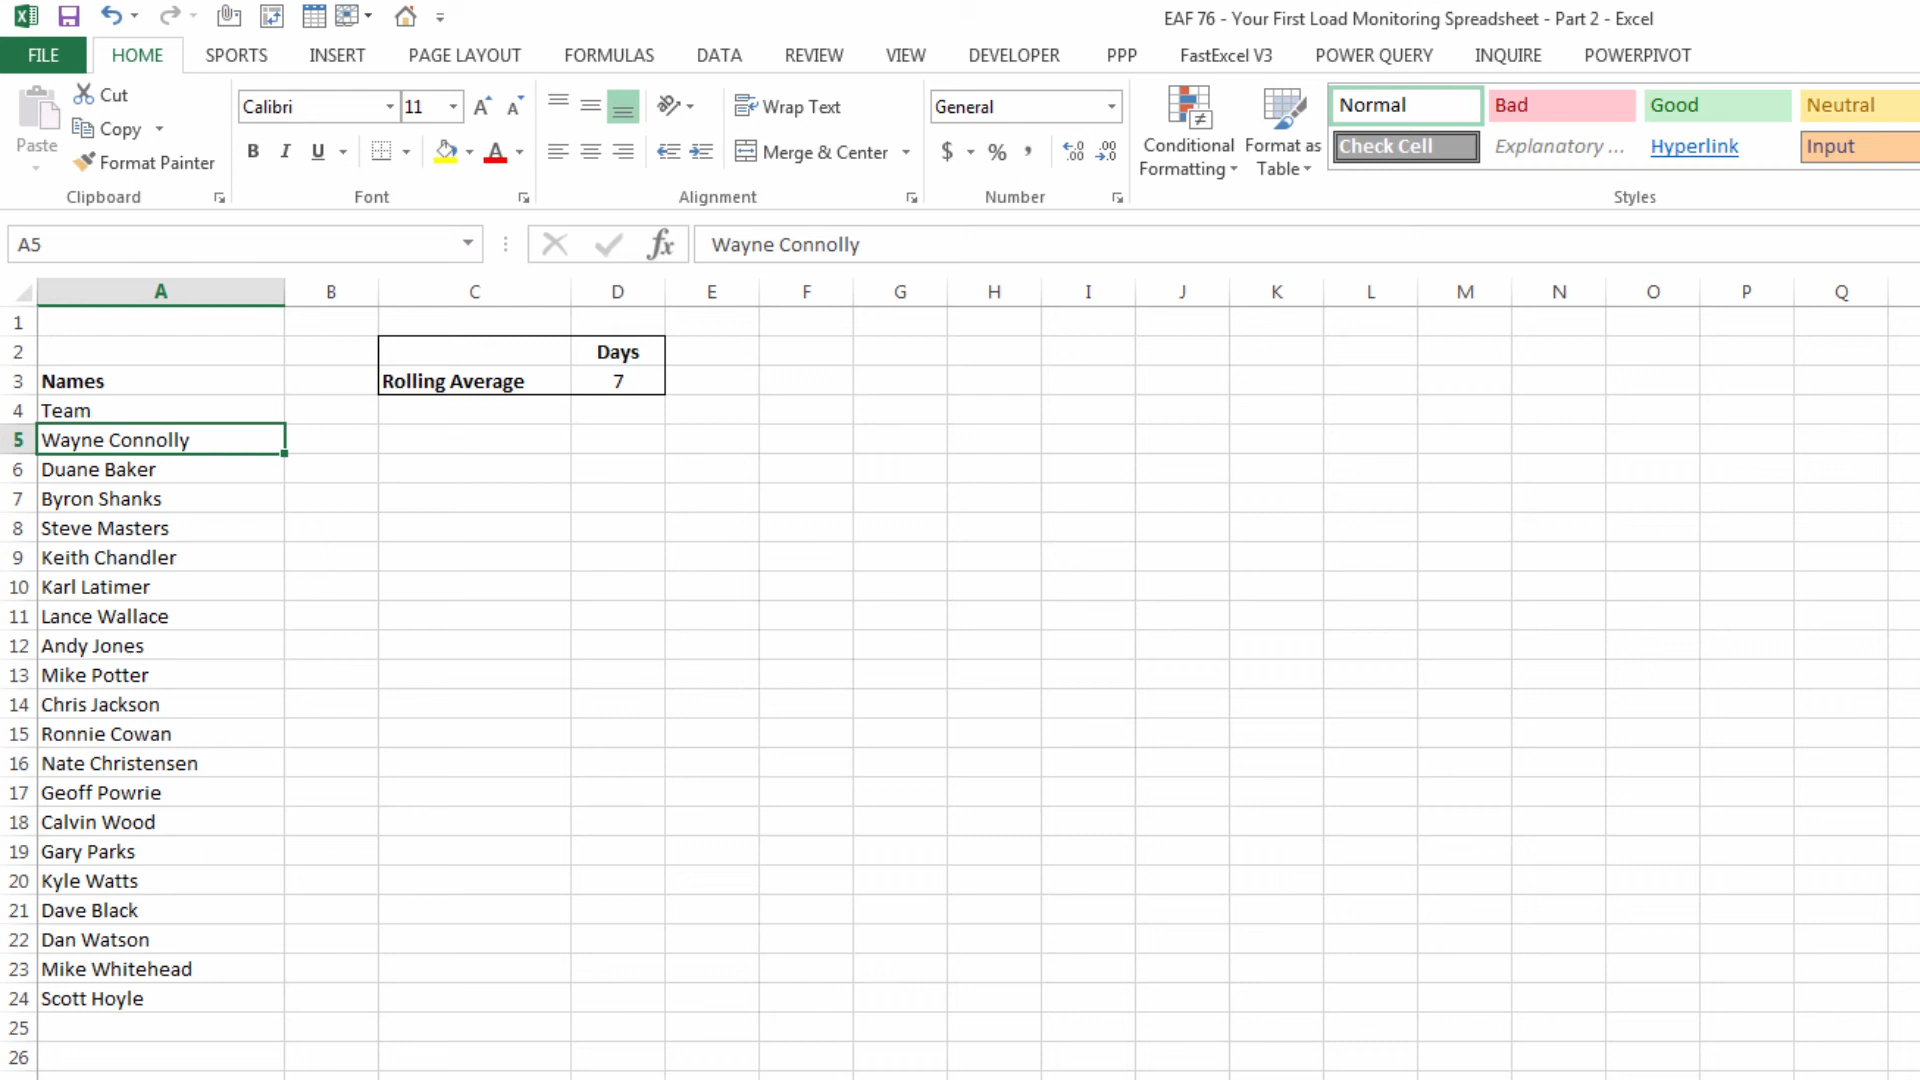 EAF 76 - Your First Load Monitoring Spreadsheet - Part 2 - Excel
FILE HOME SPORTS INSERT PAGE LAYOUT FORMULAS DATA REVIEW VIEW DEVELOPER PPP FastExcel V3 POWER QUERY INQUIRE POWERPIVOT
Paste
Cut
Copy
Format Painter
Clipboard
Calibri 11
B I U A
Font
Wrap Text
Merge & Center
Alignment
General
$ % ,
Number
Conditional Formatting
Format as Table
Normal Bad Good Neutral
Check Cell Explanatory ... Hyperlink Input
Styles
A5 fx Wayne Connolly
A B C D E F G H I J K L M N O P Q
1
2 Days
3 Names Rolling Average 7
4 Team
5 Wayne Connolly
6 Duane Baker
7 Byron Shanks
8 Steve Masters
9 Keith Chandler
10 Karl Latimer
11 Lance Wallace
12 Andy Jones
13 Mike Potter
14 Chris Jackson
15 Ronnie Cowan
16 Nate Christensen
17 Geoff Powrie
18 Calvin Wood
19 Gary Parks
20 Kyle Watts
21 Dave Black
22 Dan Watson
23 Mike Whitehead
24 Scott Hoyle
25
26